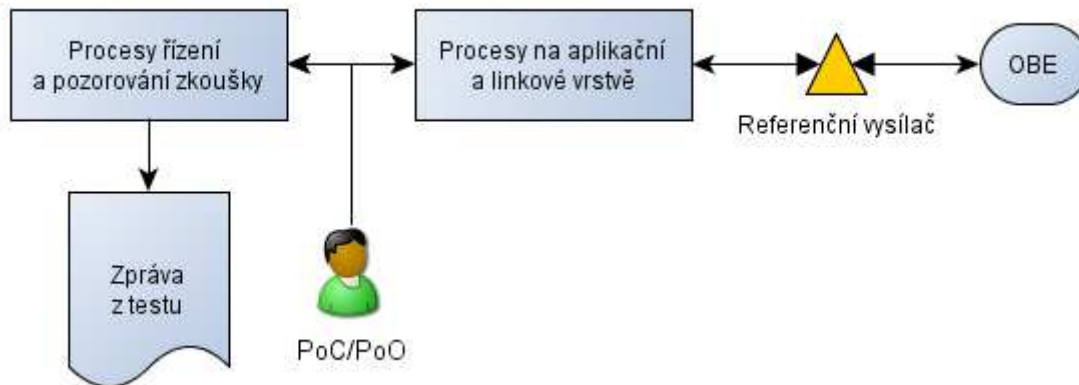 Procesy řízení
a pozorování zkoušky
Procesy na aplikační
a linkové vrstvě
OBE
Referenční vysílač
Zpráva
z testu
PoC/PoO